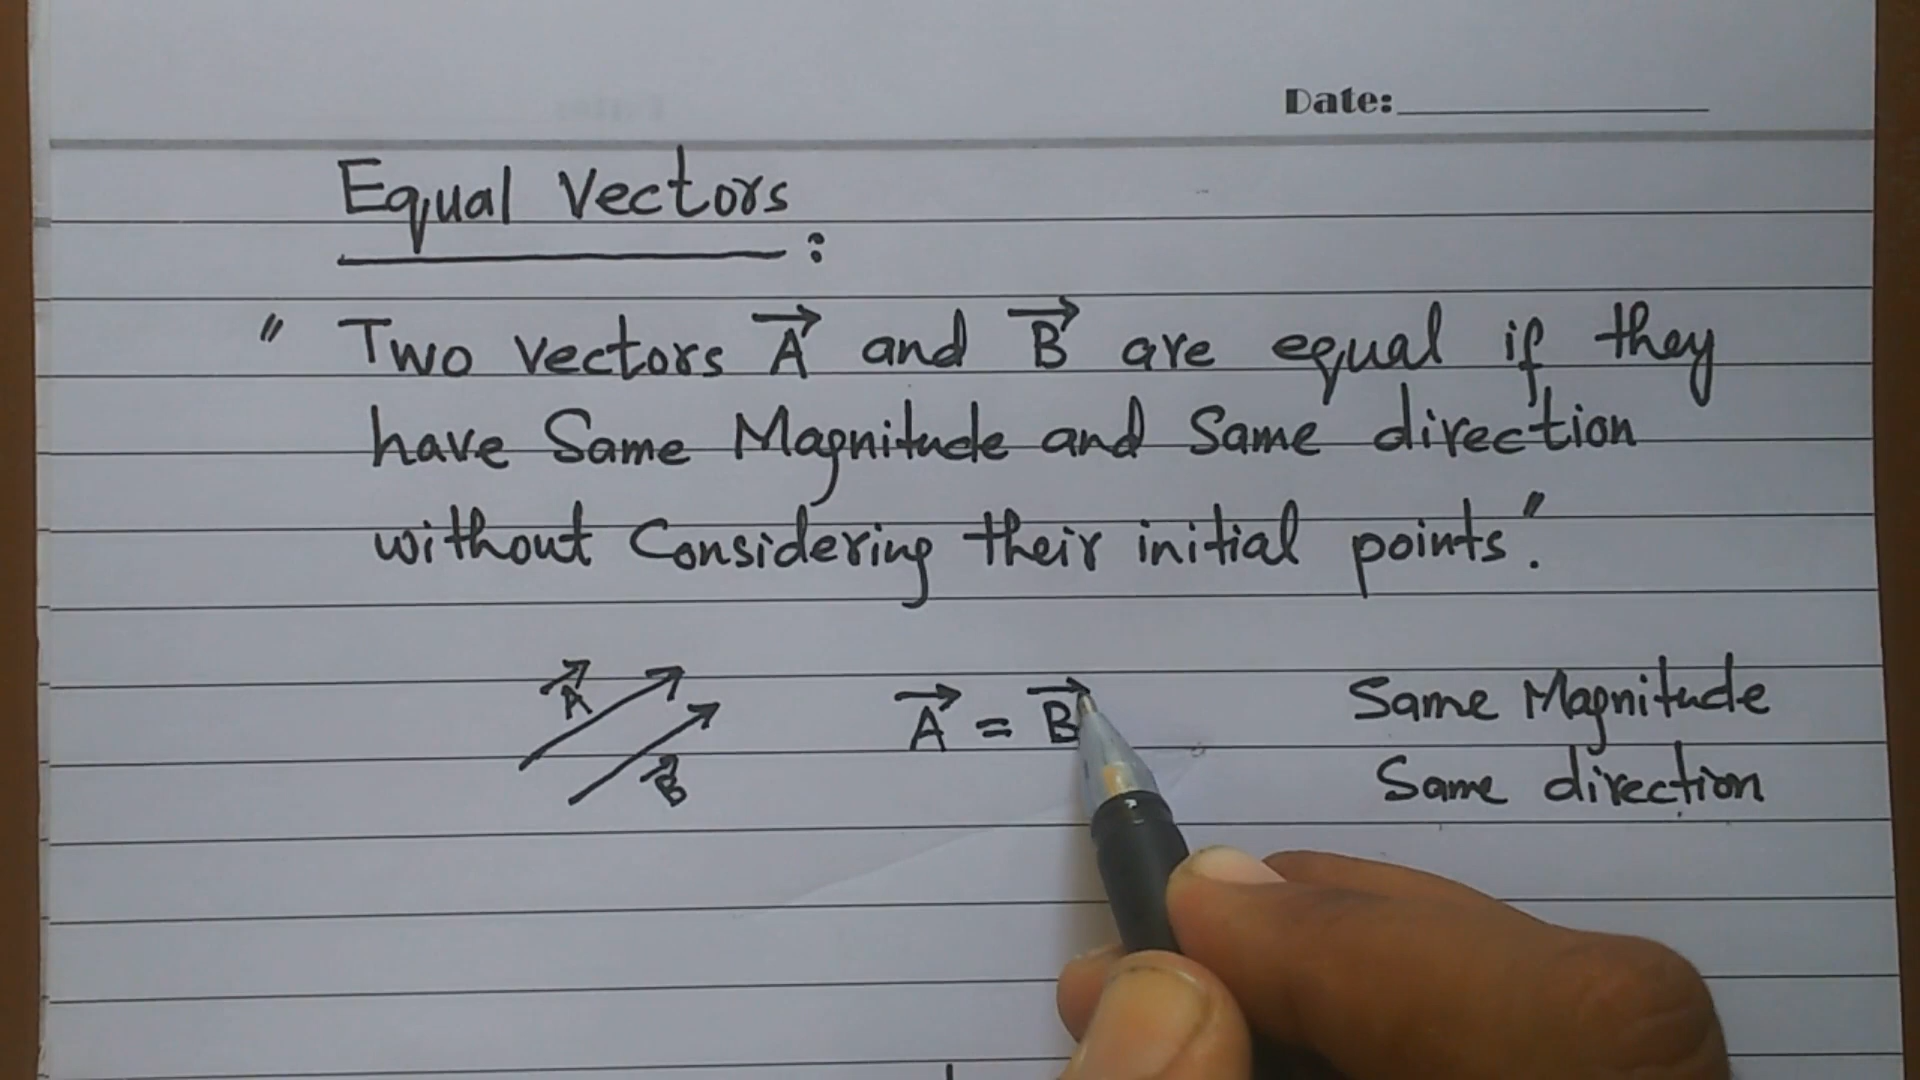 Date:
Equal Vectors:
" Two vectors A and B are equal if they
have Same Magnitude and Same direction
without Considering their initial points."
A
B
A = B
Same Magnitude
Same direction